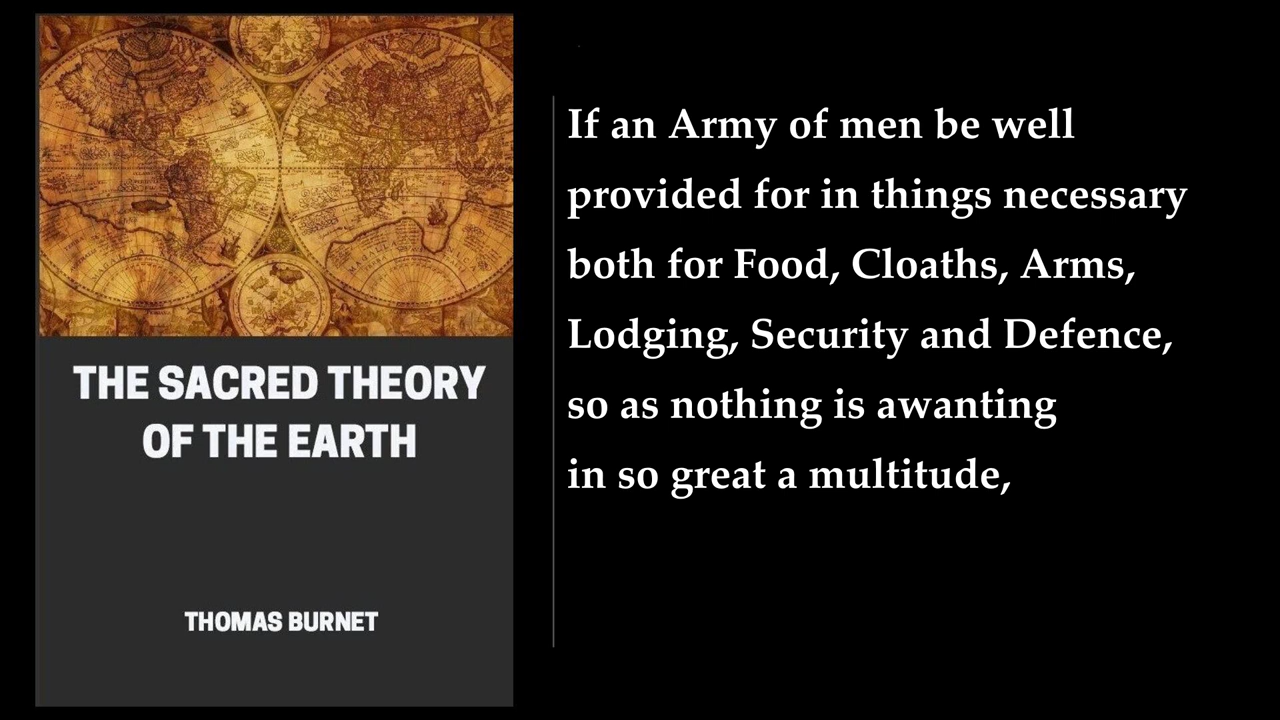 THE SACRED THEORY
OF THE EARTH
THOMAS BURNET
If an Army of men be well
provided for in things necessary
both for Food, Cloaths, Arms,
Lodging, Security and Defence,
so as nothing is awanting
in so great a multitude,